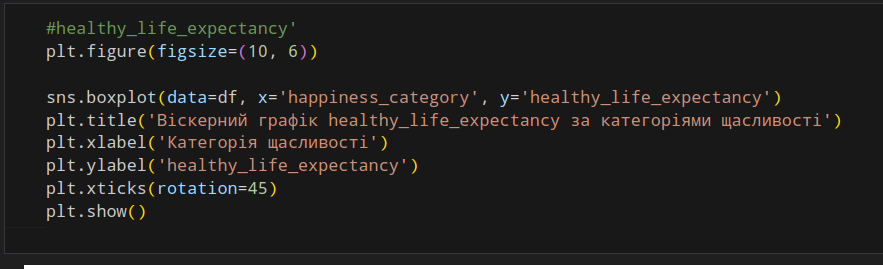 #healthy_life_expectancy'
plt.figure(figsize=(10, 6))
sns.boxplot(data=df, x='happiness_category', y='healthy_life_expectancy')
plt.title('Віскерний графік healthy_life_expectancy за категоріями щасливості')
plt.xlabel('Категорія щасливості')
plt.ylabel('healthy_life_expectancy')
plt.xticks(rotation=45)
plt.show()